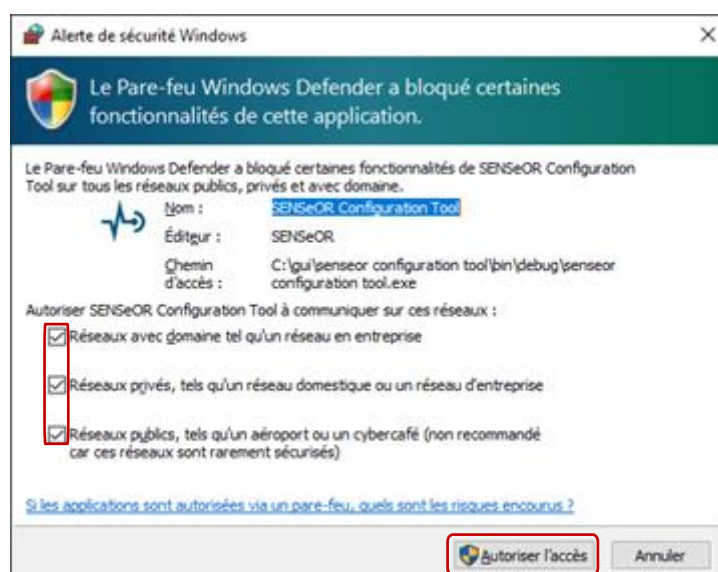 Alerte de sécurité Windows
Le Pare-feu Windows Defender a bloqué certaines
fonctionnalités de cette application.
Le Pare-feu Windows Defender a bloqué certaines fonctionnalités de SENSeOR Configuration
Tool sur tous les réseaux publics, privés et avec domaine.
Nom : SENSeOR Configuration Tool
Éditeur : SENSeOR
Chemin d'accès : C:\gui\senseor configuration tool\bin\debug\senseor
configuration tool.exe
Autoriser SENSeOR Configuration Tool à communiquer sur ces réseaux :
Réseaux avec domaine tel qu'un réseau en entreprise
Réseaux privés, tels qu'un réseau domestique ou un réseau d'entreprise
Réseaux publics, tels qu'un aéroport ou un cybercafé (non recommandé
car ces réseaux sont rarement sécurisés)
Si les applications sont autorisées via un pare-feu, quels sont les risques encourus ?
Autoriser l'accès Annuler